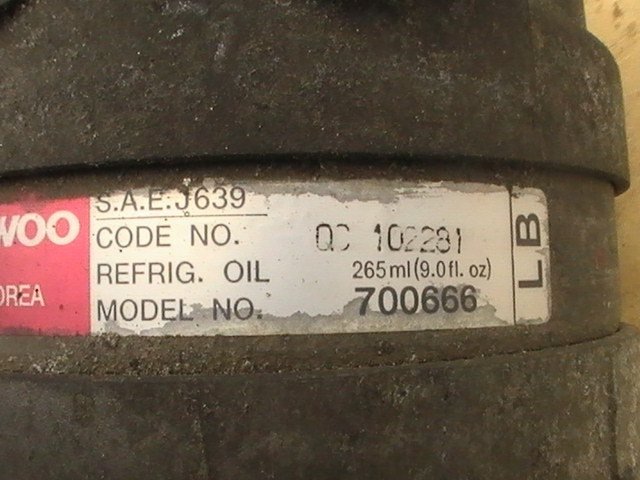 WOO
OREA
S.A.E.J639
CODE NO. QC 102281
REFRIG. OIL 265ml(9.0fl. oz)
MODEL NO. 700666
LB